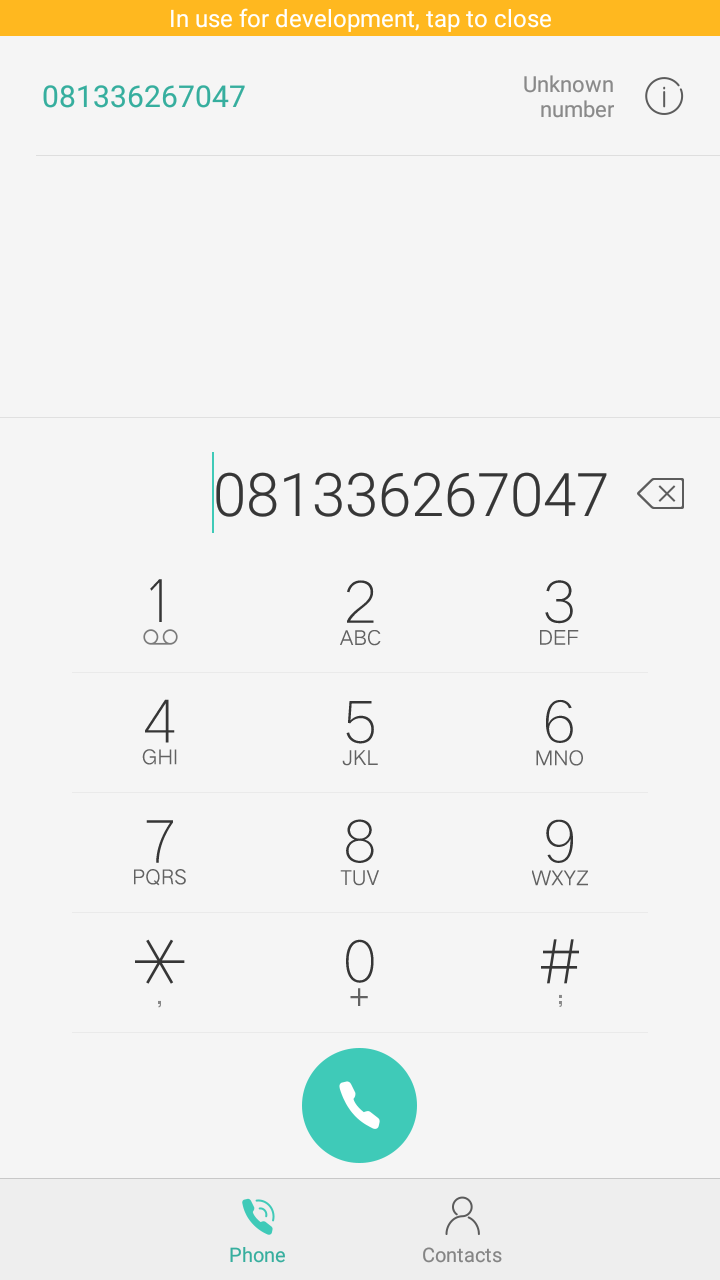 In use for development, tap to close
081336267047
Unknown
number
081336267047
1
2
ABC
3
DEF
4
GHI
5
JKL
6
MNO
7
PQRS
8
TUV
9
WXYZ
*
,
0
+
#
;
Phone
Contacts